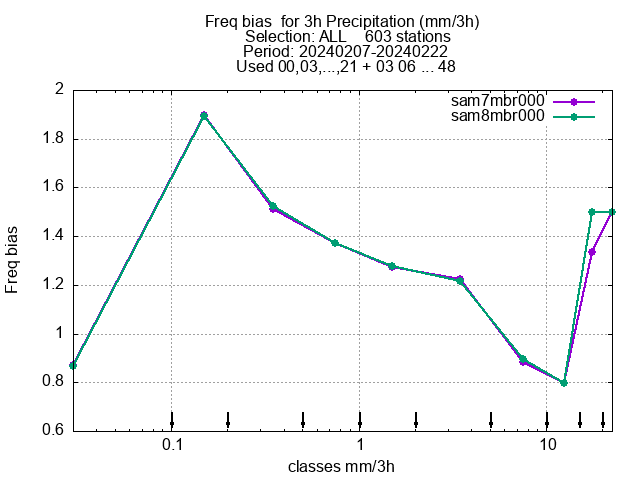 Freq bias  for 3h Precipitation (mm/3h)
Selection: ALL    603 stations
Period: 20240207-20240222
Used 00,03,...,21 + 03 06 ... 48
sam7mbr000
sam8mbr000
2
1.8
1.6
1.4
1.2
1
0.8
0.6
Freq bias
0.1
1
10
classes mm/3h